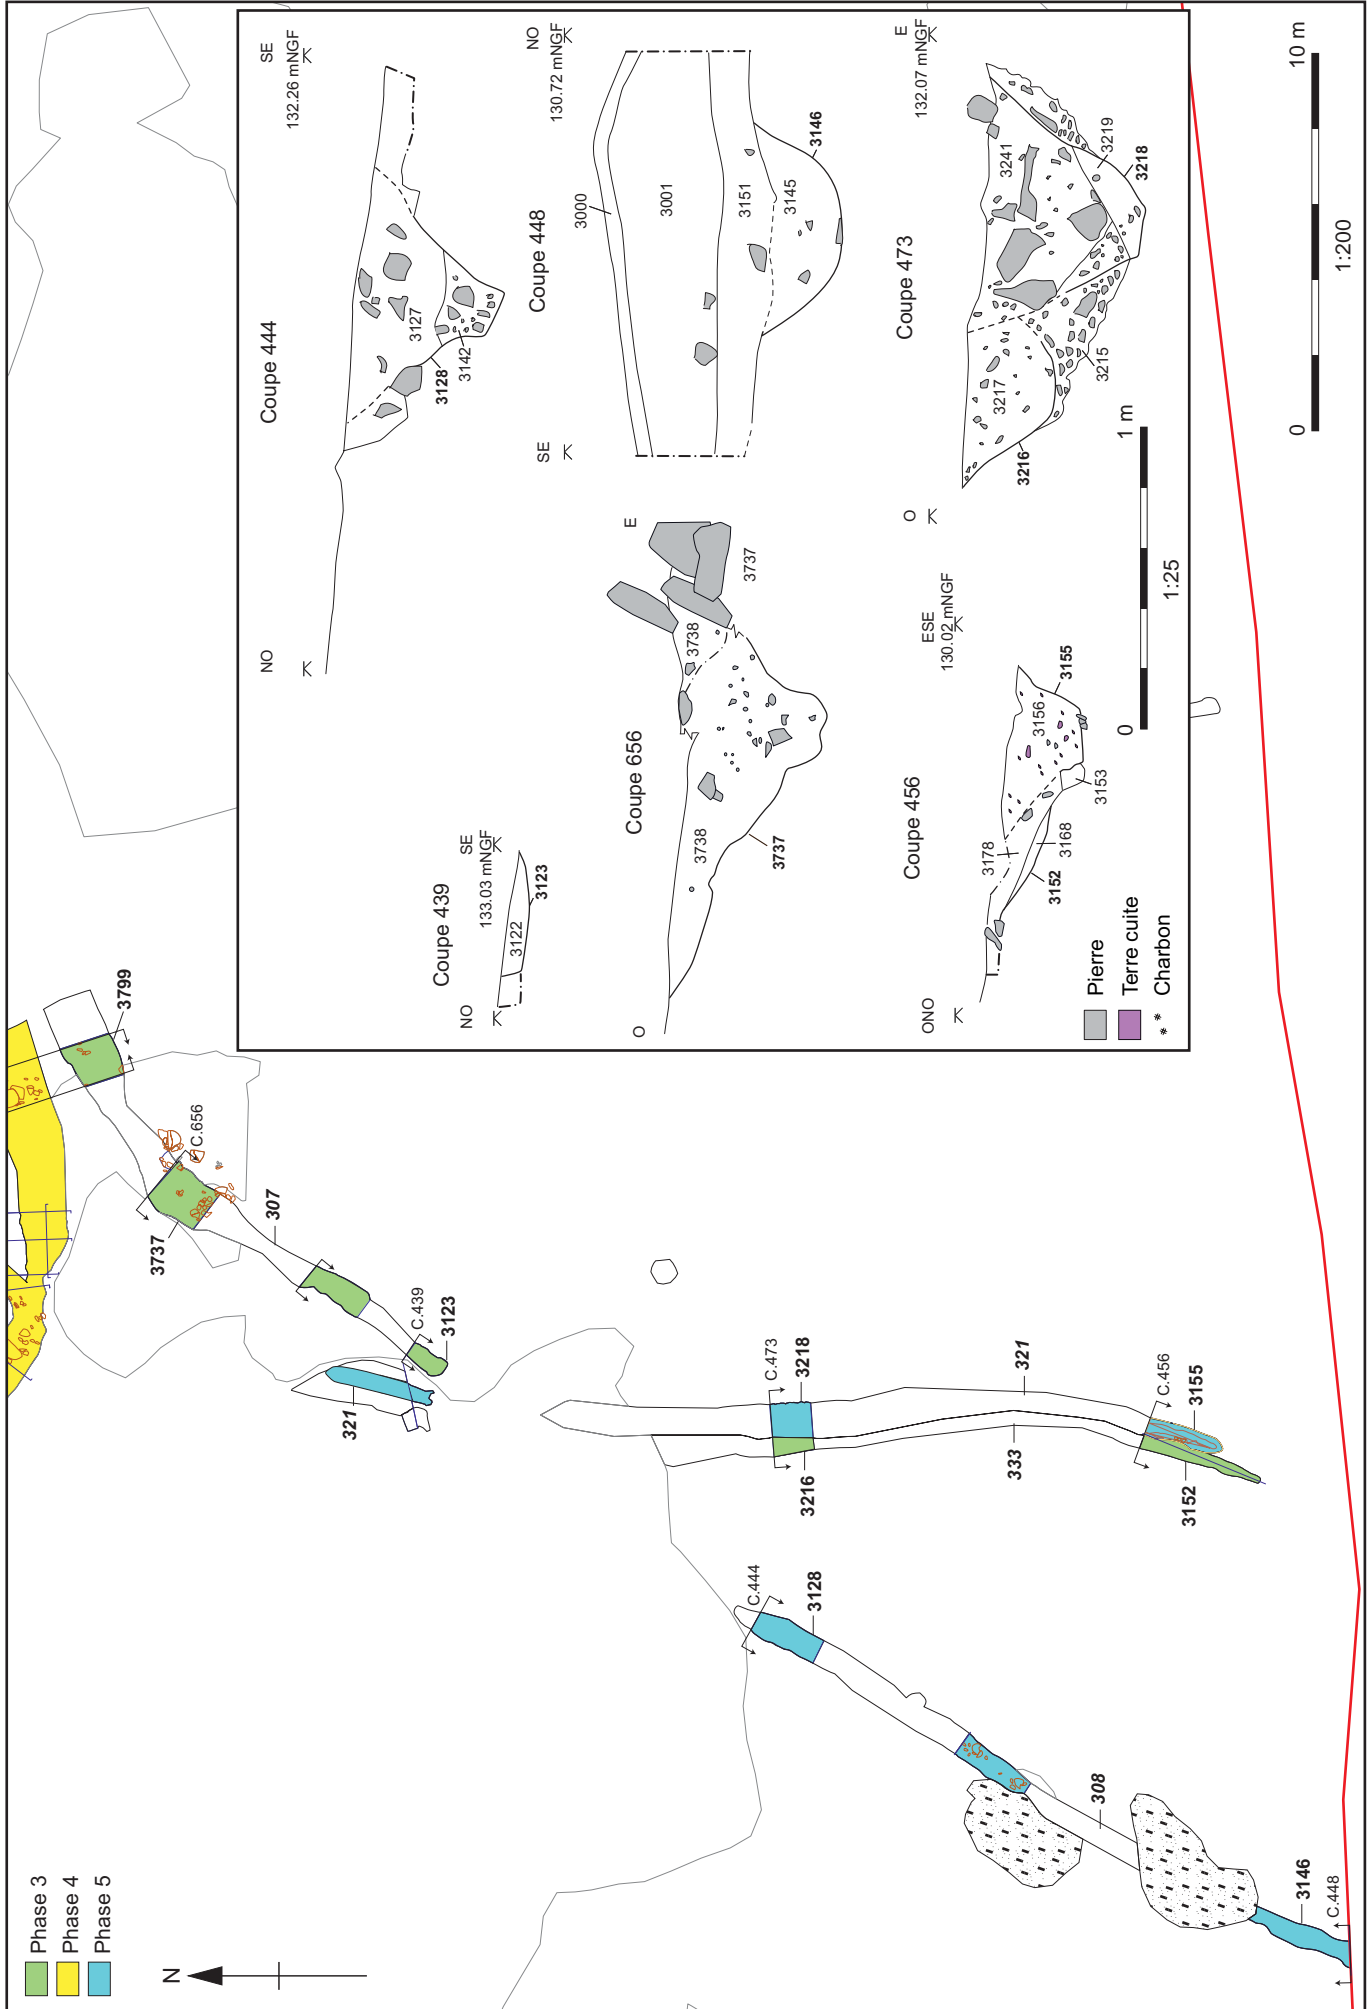 Phase 3
Phase 4
Phase 5
N
3799
C.656
3737
307
C.439
3123
321
C.473
3218
3216
321
333
C.456
3155
3152
C.444
3128
308
3146
C.448
Coupe 439
NO
SE
133.03 mNGF
3122
3123
Coupe 444
NO
SE
132.26 mNGF
3127
3128
3142
Coupe 656
O
E
3738
3738
3737
3737
Coupe 448
SE
NO
130.72 mNGF
3000
3001
3151
3145
3146
Coupe 456
ONO
ESE
130.02 mNGF
3178
3156
3155
3152
3168
3153
Coupe 473
O
E
132.07 mNGF
3241
3219
3218
3217
3216
3215
Pierre
Terre cuite
Charbon
0
1 m
1:25
0
10 m
1:200